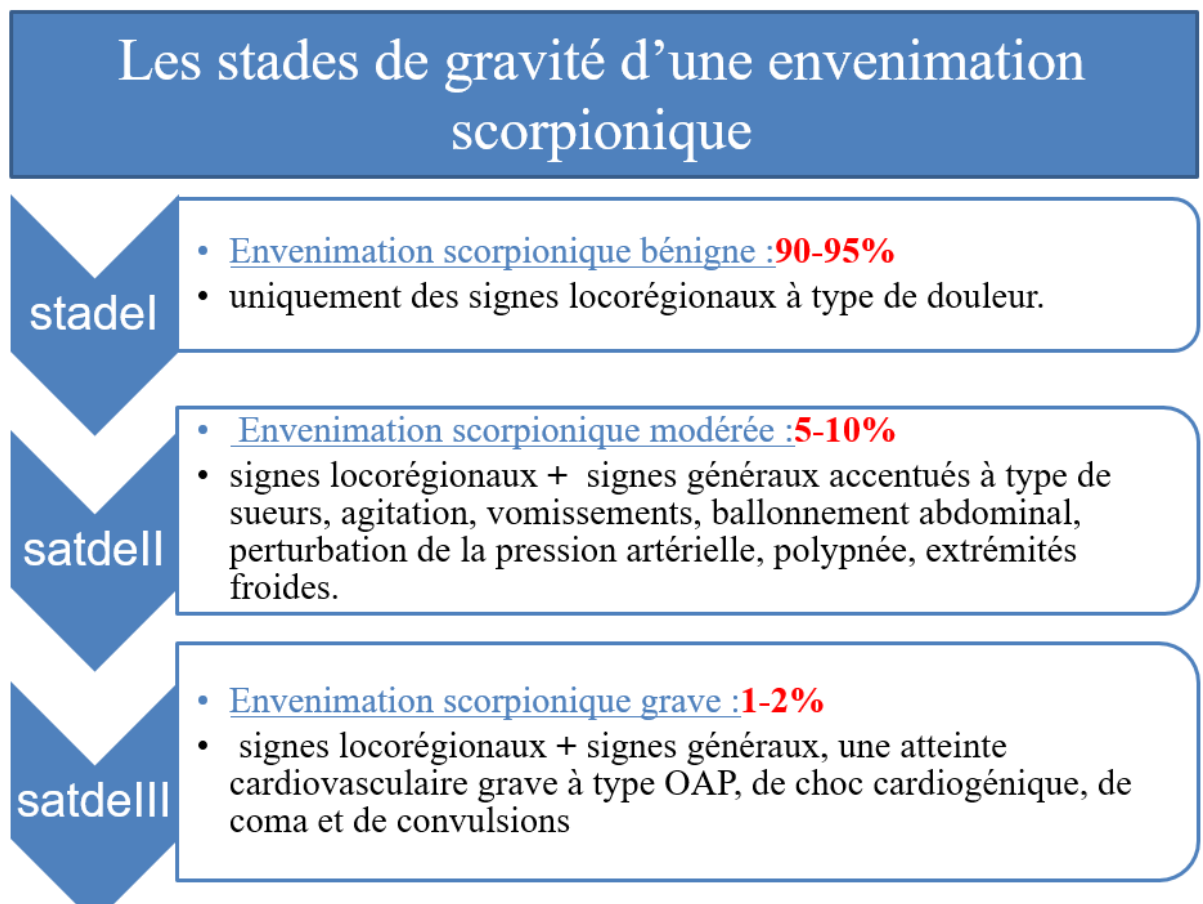 Les stades de gravité d’une envenimation
scorpionique
stadeI
• Envenimation scorpionique bénigne :90-95%
• uniquement des signes locorégionaux à type de douleur.
satdeII
• Envenimation scorpionique modérée :5-10%
• signes locorégionaux + signes généraux accentués à type de
sueurs, agitation, vomissements, ballonnement abdominal,
perturbation de la pression artérielle, polypnée, extrémités
froides.
satdeIII
• Envenimation scorpionique grave :1-2%
• signes locorégionaux + signes généraux, une atteinte
cardiovasculaire grave à type OAP, de choc cardiogénique, de
coma et de convulsions